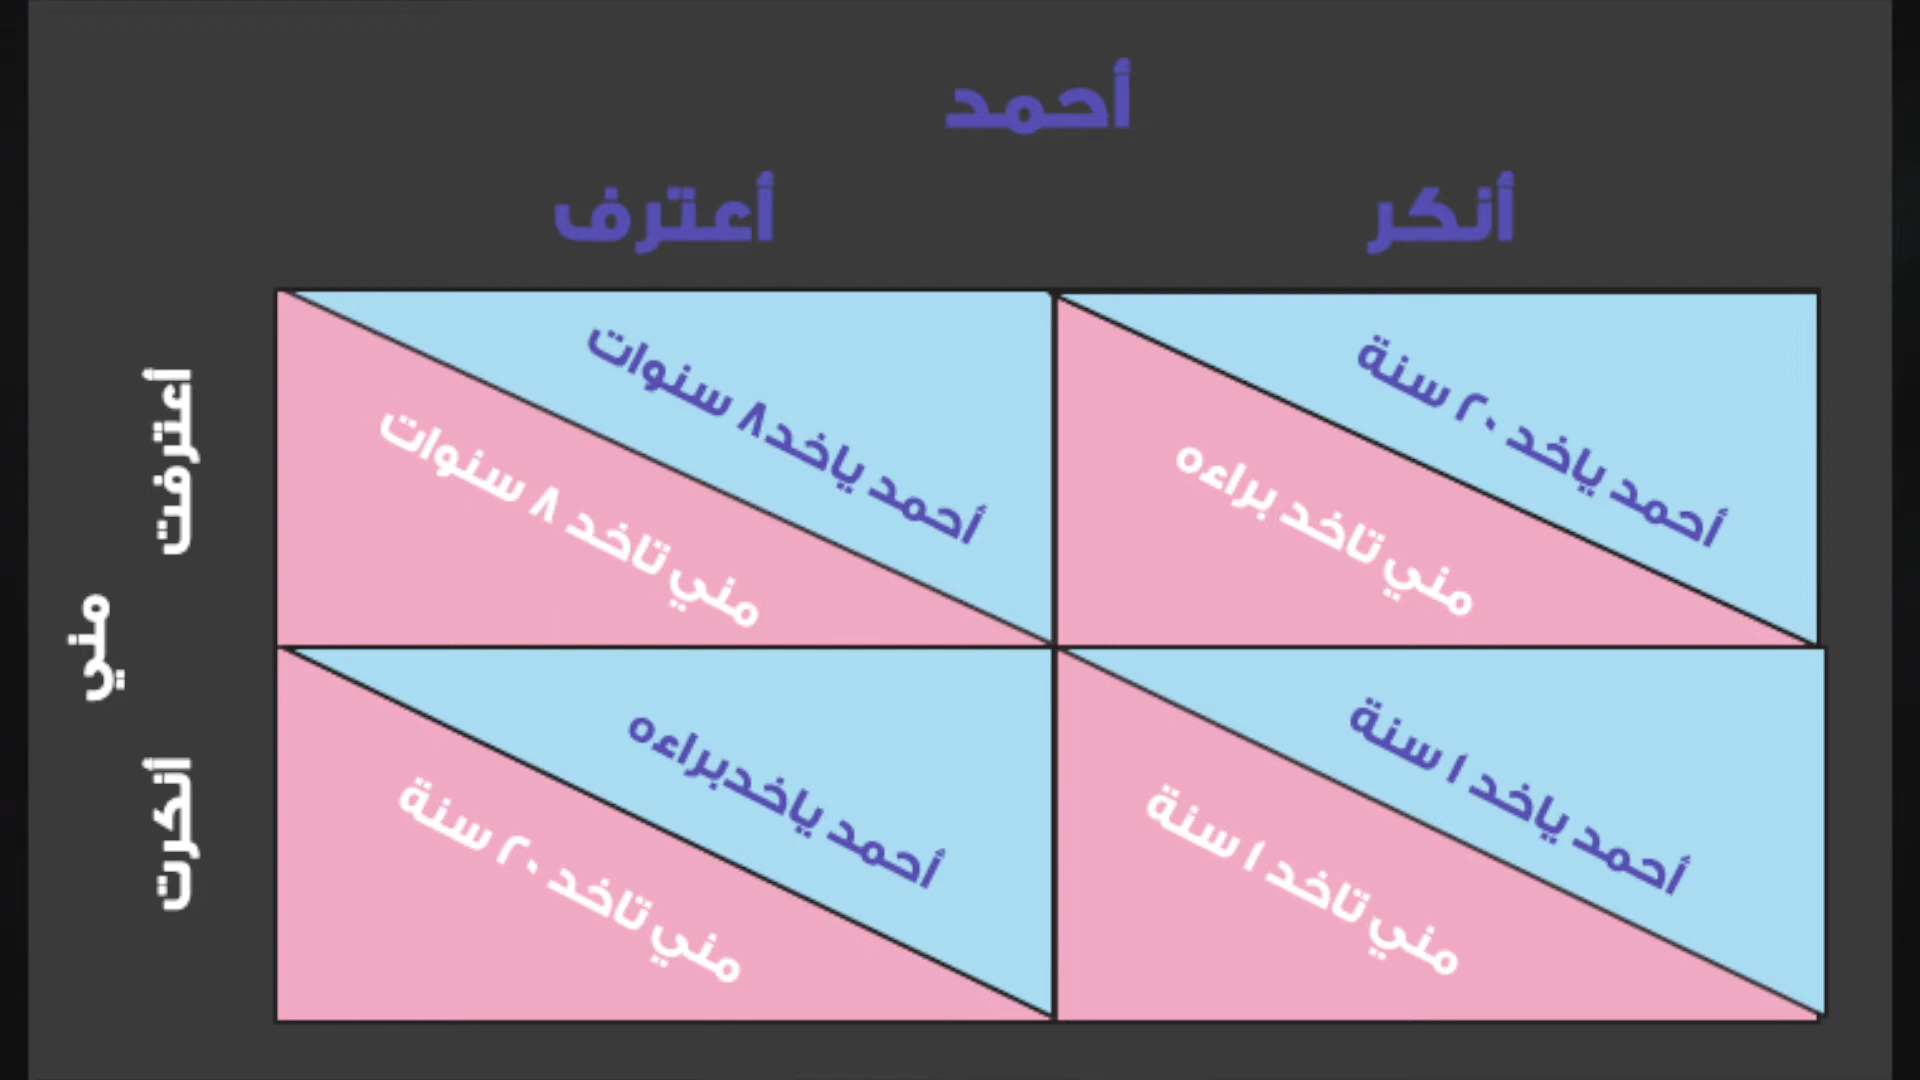 أحمد
أنكر
أعترف
مني
أعترفت
أنكرت
أحمد ياخد ٢٠ سنة
مني تاخد براءه
أحمد ياخد٨ سنوات
مني تاخد ٨ سنوات
أحمد ياخد ١ سنة
مني تاخد ١ سنة
أحمد ياخدبراءه
مني تاخد ٢٠ سنة